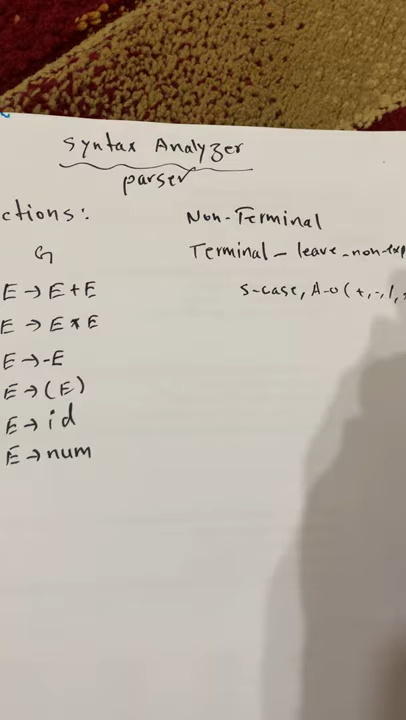 Syntax Analyzer
parser
ctions:
Non-Terminal
G
Terminal - leave-non-exp
E → E + E
S-case, A-o (+, -, /,
E → E * E
E → -E
E → (E)
E → id
E → num